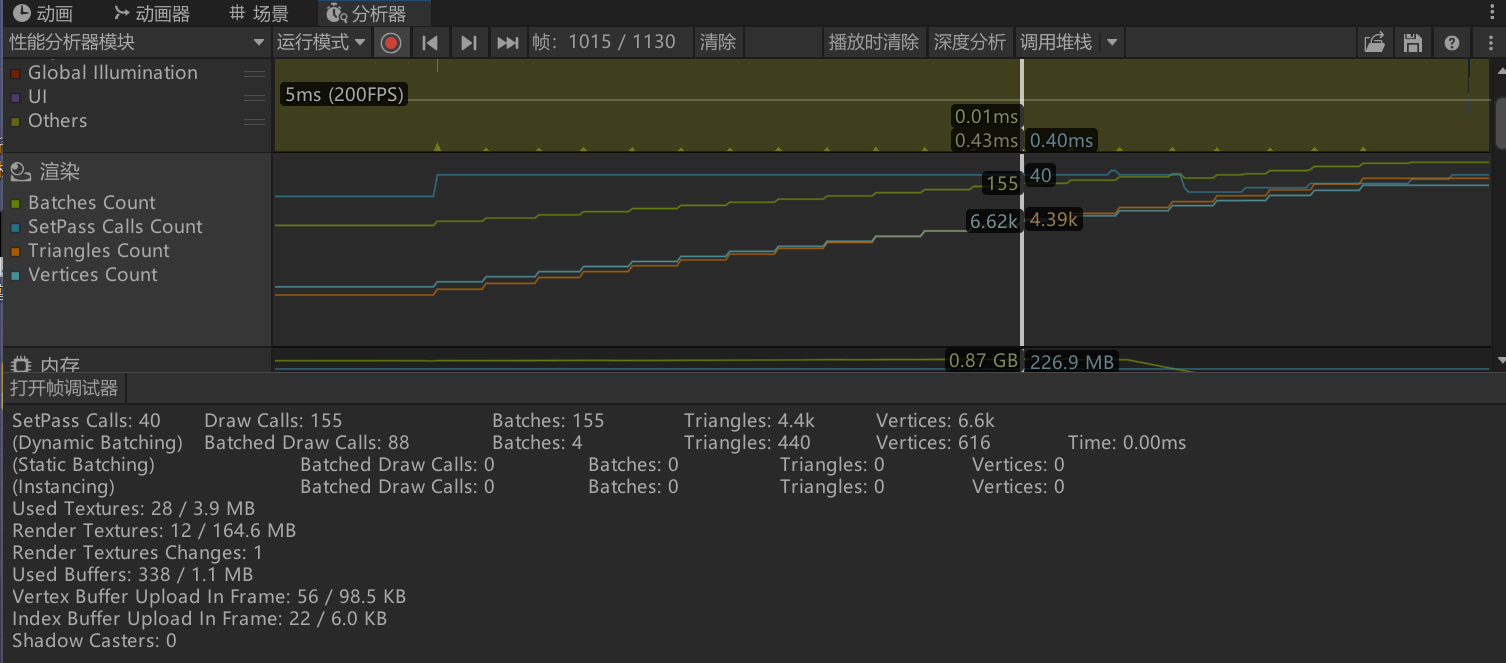 动画 动画器 场景 分析器
性能分析器模块 运行模式 帧: 1015 / 1130 清除 播放时清除 深度分析 调用堆栈
Global Illumination
UI
Others
5ms (200FPS)
0.01ms
0.43ms 0.40ms
渲染
Batches Count
SetPass Calls Count
Triangles Count
Vertices Count
155 40
6.62k 4.39k
内存
0.87 GB 226.9 MB
打开帧调试器
SetPass Calls: 40 Draw Calls: 155 Batches: 155 Triangles: 4.4k Vertices: 6.6k
(Dynamic Batching) Batched Draw Calls: 88 Batches: 4 Triangles: 440 Vertices: 616 Time: 0.00ms
(Static Batching) Batched Draw Calls: 0 Batches: 0 Triangles: 0 Vertices: 0
(Instancing) Batched Draw Calls: 0 Batches: 0 Triangles: 0 Vertices: 0
Used Textures: 28 / 3.9 MB
Render Textures: 12 / 164.6 MB
Render Textures Changes: 1
Used Buffers: 338 / 1.1 MB
Vertex Buffer Upload In Frame: 56 / 98.5 KB
Index Buffer Upload In Frame: 22 / 6.0 KB
Shadow Casters: 0